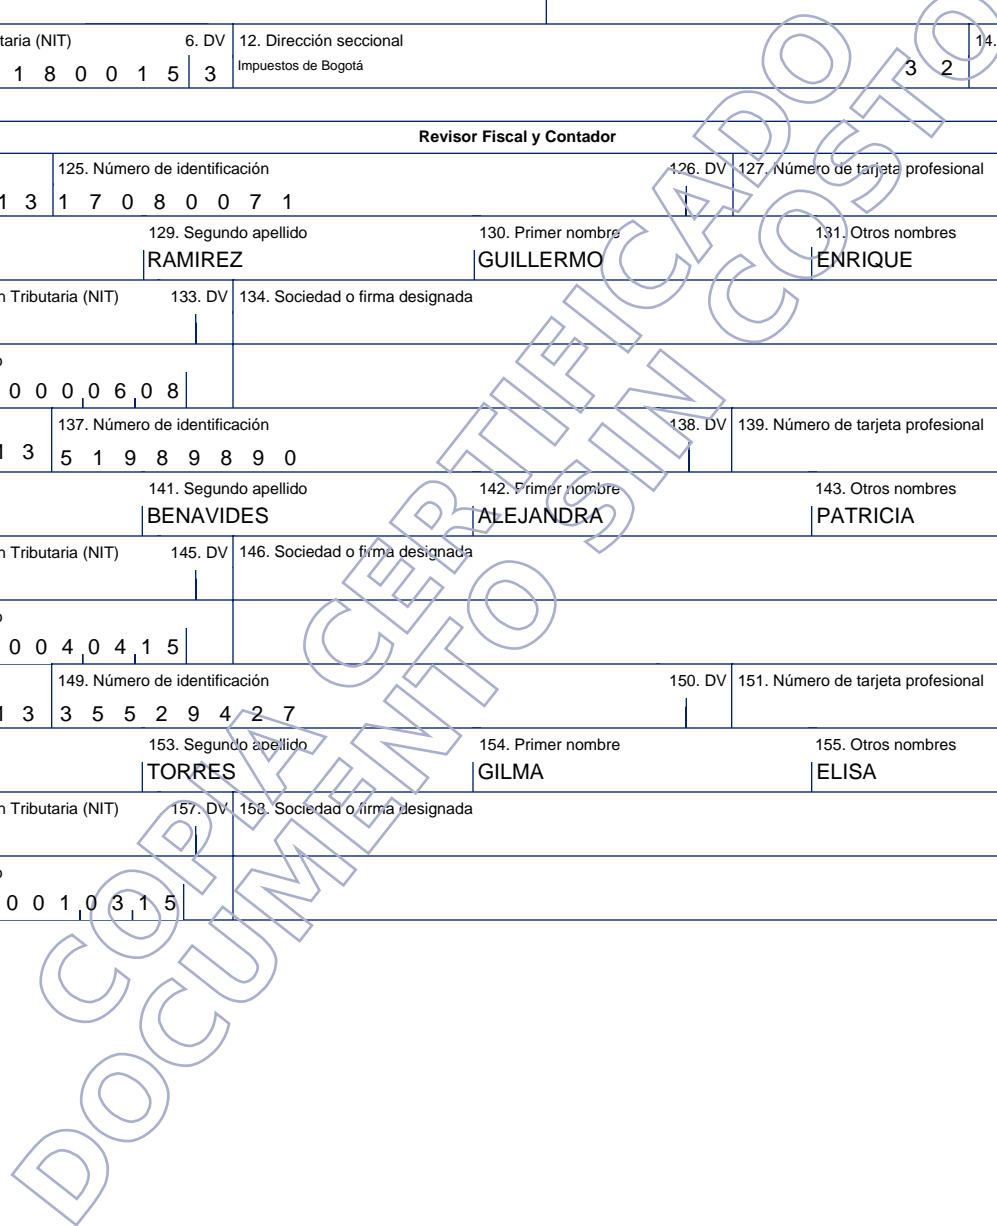 taria (NIT) 6. DV 12. Dirección seccional 14.
1 8 0 0 1 5 3 Impuestos de Bogotá 3 2
Revisor Fiscal y Contador
125. Número de identificación 126. DV 127. Número de tarjeta profesional
1 3 1 7 0 8 0 0 7 1
129. Segundo apellido 130. Primer nombre 131. Otros nombres
RAMIREZ GUILLERMO ENRIQUE
n Tributaria (NIT) 133. DV 134. Sociedad o firma designada
o
0 0 0 0 0 6 0 8
137. Número de identificación 138. DV 139. Número de tarjeta profesional
1 3 5 1 9 8 9 8 9 0
141. Segundo apellido 142. Primer nombre 143. Otros nombres
BENAVIDES ALEJANDRA PATRICIA
n Tributaria (NIT) 145. DV 146. Sociedad o firma designada
o
0 0 4 0 4 1 5
149. Número de identificación 150. DV 151. Número de tarjeta profesional
1 3 3 5 5 2 9 4 2 7
153. Segundo apellido 154. Primer nombre 155. Otros nombres
TORRES GILMA ELISA
n Tributaria (NIT) 157. DV 158. Sociedad o firma designada
o
0 0 1 0 3 1 5
COPIA CERTIFICADO
DOCUMENTO SIN COSTO